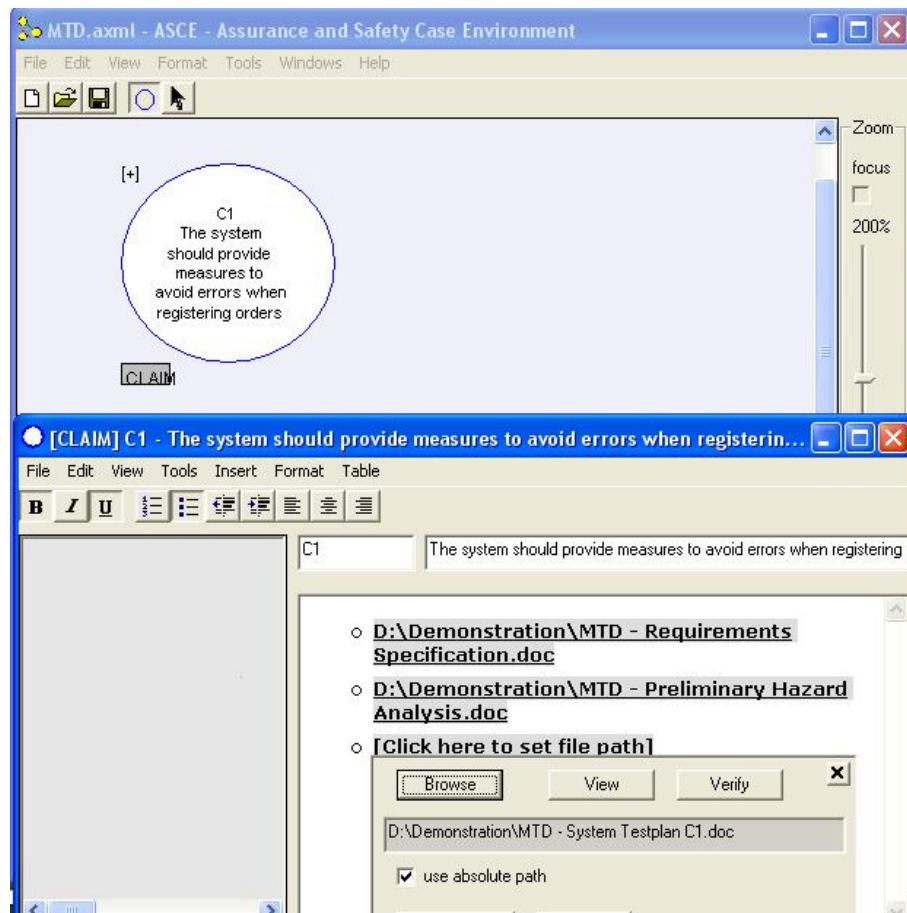 MTD.axml - ASCE - Assurance and Safety Case Environment
File Edit View Format Tools Windows Help
Zoom
focus
200%
[+]
C1
The system
should provide
measures to
avoid errors when
registering orders
CLAIM
[CLAIM] C1 - The system should provide measures to avoid errors when registerin...
File Edit View Tools Insert Format Table
B I U
C1 The system should provide measures to avoid errors when registering
D:\Demonstration\MTD - Requirements
Specification.doc
D:\Demonstration\MTD - Preliminary Hazard
Analysis.doc
[Click here to set file path]
Browse View Verify
D:\Demonstration\MTD - System Testplan C1.doc
use absolute path